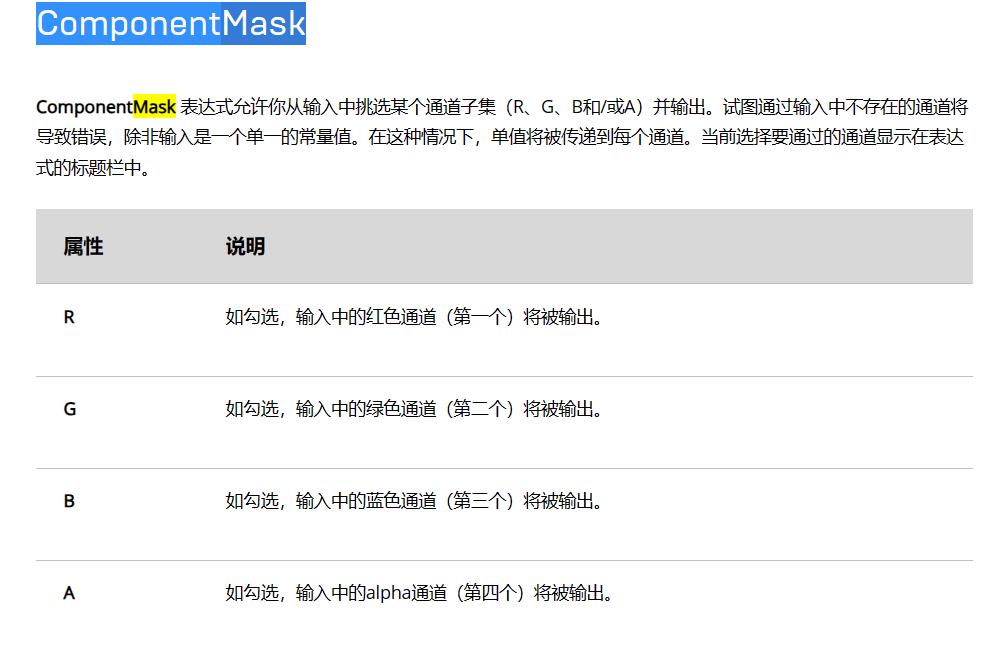 ComponentMask
ComponentMask 表达式允许你从输入中挑选某个通道子集（R、G、B和/或A）并输出。试图通过输入中不存在的通道将
导致错误，除非输入是一个单一的常量值。在这种情况下，单值将被传递到每个通道。当前选择要通过的通道显示在表达
式的标题栏中。
属性 说明
R 如勾选，输入中的红色通道（第一个）将被输出。
G 如勾选，输入中的绿色通道（第二个）将被输出。
B 如勾选，输入中的蓝色通道（第三个）将被输出。
A 如勾选，输入中的alpha通道（第四个）将被输出。